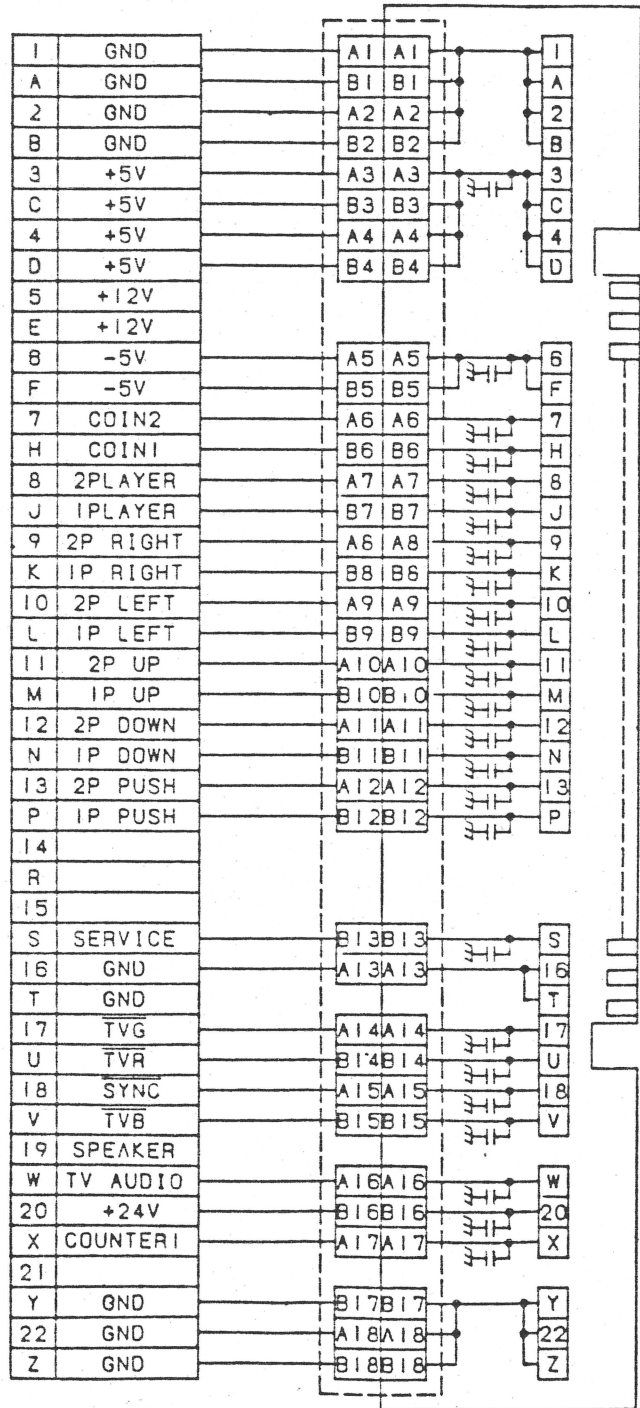 1 GND A1 A1 1
A GND B1 B1 A
2 GND A2 A2 2
B GND B2 B2 B
3 +5V A3 A3 3
C +5V B3 B3 C
4 +5V A4 A4 4
D +5V B4 B4 D
5 +12V
E +12V
8 -5V A5 A5 6
F -5V B5 B5 F
7 COIN2 A6 A6 7
H COIN1 B6 B6 H
8 2PLAYER A7 A7 8
J 1PLAYER B7 B7 J
9 2P RIGHT A8 A8 9
K 1P RIGHT B8 B8 K
10 2P LEFT A9 A9 10
L 1P LEFT B9 B9 L
11 2P UP A10 A10 11
M 1P UP B10 B10 M
12 2P DOWN A11 A11 12
N 1P DOWN B11 B11 N
13 2P PUSH A12 A12 13
P 1P PUSH B12 B12 P
14
R
15
S SERVICE B13 B13 S
16 GND A13 A13 16
T GND T
17 TVG A14 A14 17
U TVR B14 B14 U
18 SYNC A15 A15 18
V TVB B15 B15 V
19 SPEAKER
W TV AUDIO A16 A16 W
20 +24V B16 B16 20
X COUNTER1 A17 A17 X
21
Y GND B17 B17 Y
22 GND A18 A18 22
Z GND B18 B18 Z